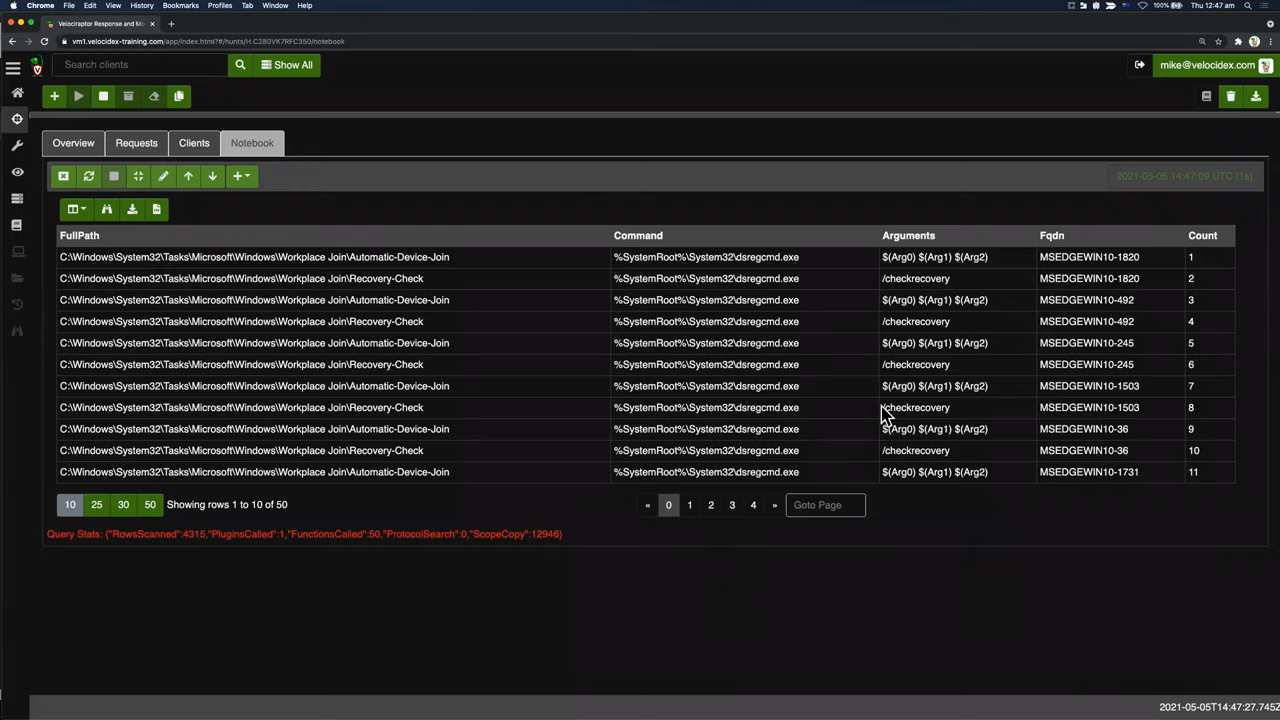 Chrome File Edit View History Bookmarks Profiles Tab Window Help 100% Thu 12:47 am
Velociraptor Response and Mo
vm1.velocidex-training.com/app/index.html?#/hunts/H.C280VK7RFC350/notebook
Search clients Show All mike@velocidex.com
Overview Requests Clients Notebook
2021-05-05 14:47:09 UTC (1s)
FullPath Command Arguments Fqdn Count
C:\Windows\System32\Tasks\Microsoft\Windows\Workplace Join\Automatic-Device-Join %SystemRoot%\System32\dsregcmd.exe $(Arg0) $(Arg1) $(Arg2) MSEDGEWIN10-1820 1
C:\Windows\System32\Tasks\Microsoft\Windows\Workplace Join\Recovery-Check %SystemRoot%\System32\dsregcmd.exe /checkrecovery MSEDGEWIN10-1820 2
C:\Windows\System32\Tasks\Microsoft\Windows\Workplace Join\Automatic-Device-Join %SystemRoot%\System32\dsregcmd.exe $(Arg0) $(Arg1) $(Arg2) MSEDGEWIN10-492 3
C:\Windows\System32\Tasks\Microsoft\Windows\Workplace Join\Recovery-Check %SystemRoot%\System32\dsregcmd.exe /checkrecovery MSEDGEWIN10-492 4
C:\Windows\System32\Tasks\Microsoft\Windows\Workplace Join\Automatic-Device-Join %SystemRoot%\System32\dsregcmd.exe $(Arg0) $(Arg1) $(Arg2) MSEDGEWIN10-245 5
C:\Windows\System32\Tasks\Microsoft\Windows\Workplace Join\Recovery-Check %SystemRoot%\System32\dsregcmd.exe /checkrecovery MSEDGEWIN10-245 6
C:\Windows\System32\Tasks\Microsoft\Windows\Workplace Join\Automatic-Device-Join %SystemRoot%\System32\dsregcmd.exe $(Arg0) $(Arg1) $(Arg2) MSEDGEWIN10-1503 7
C:\Windows\System32\Tasks\Microsoft\Windows\Workplace Join\Recovery-Check %SystemRoot%\System32\dsregcmd.exe /checkrecovery MSEDGEWIN10-1503 8
C:\Windows\System32\Tasks\Microsoft\Windows\Workplace Join\Automatic-Device-Join %SystemRoot%\System32\dsregcmd.exe $(Arg0) $(Arg1) $(Arg2) MSEDGEWIN10-36 9
C:\Windows\System32\Tasks\Microsoft\Windows\Workplace Join\Recovery-Check %SystemRoot%\System32\dsregcmd.exe /checkrecovery MSEDGEWIN10-36 10
C:\Windows\System32\Tasks\Microsoft\Windows\Workplace Join\Automatic-Device-Join %SystemRoot%\System32\dsregcmd.exe $(Arg0) $(Arg1) $(Arg2) MSEDGEWIN10-1731 11
10 25 30 50 Showing rows 1 to 10 of 50 « 0 1 2 3 4 » Goto Page
Query Stats: {"RowsScanned":4315,"PluginsCalled":1,"FunctionsCalled":50,"ProtocolSearch":0,"ScopeCopy":12946}
2021-05-05T14:47:27.745Z